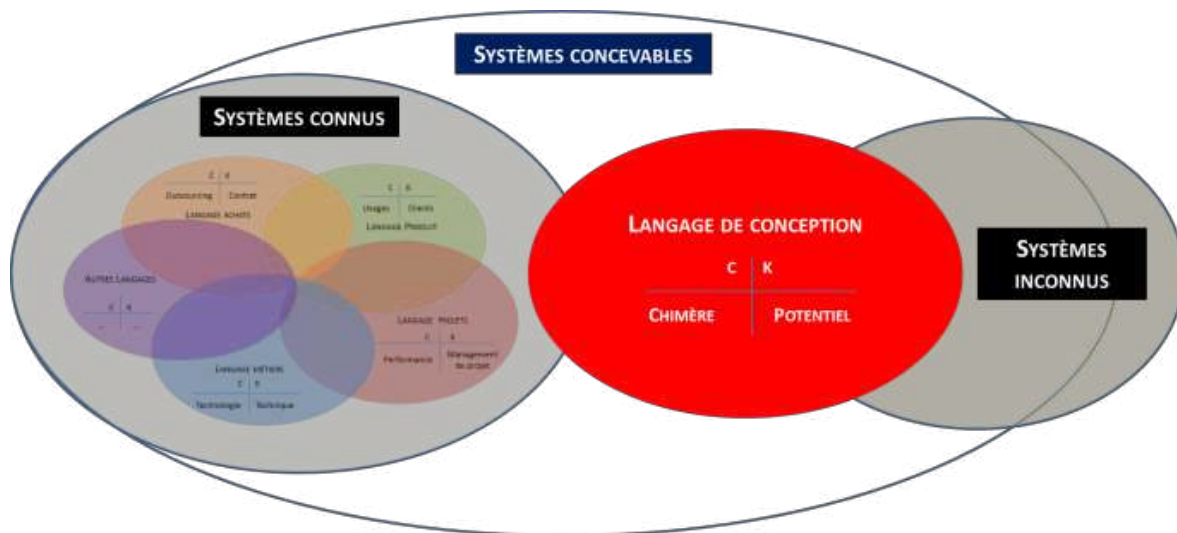 SYSTÈMES CONCEVABLES
SYSTÈMES CONNUS
C K
Outsourcing Contrat
LANGAGE ACHATS
C K
Usages Clients
LANGAGE PRODUIT
AUTRES LANGAGES
C K
... ...
LANGAGE PROJETS
C K
Performance Management
de projet
LANGAGE MÉTIERS
C K
Technologie Technique
LANGAGE DE CONCEPTION
C K
CHIMÈRE POTENTIEL
SYSTÈMES
INCONNUS